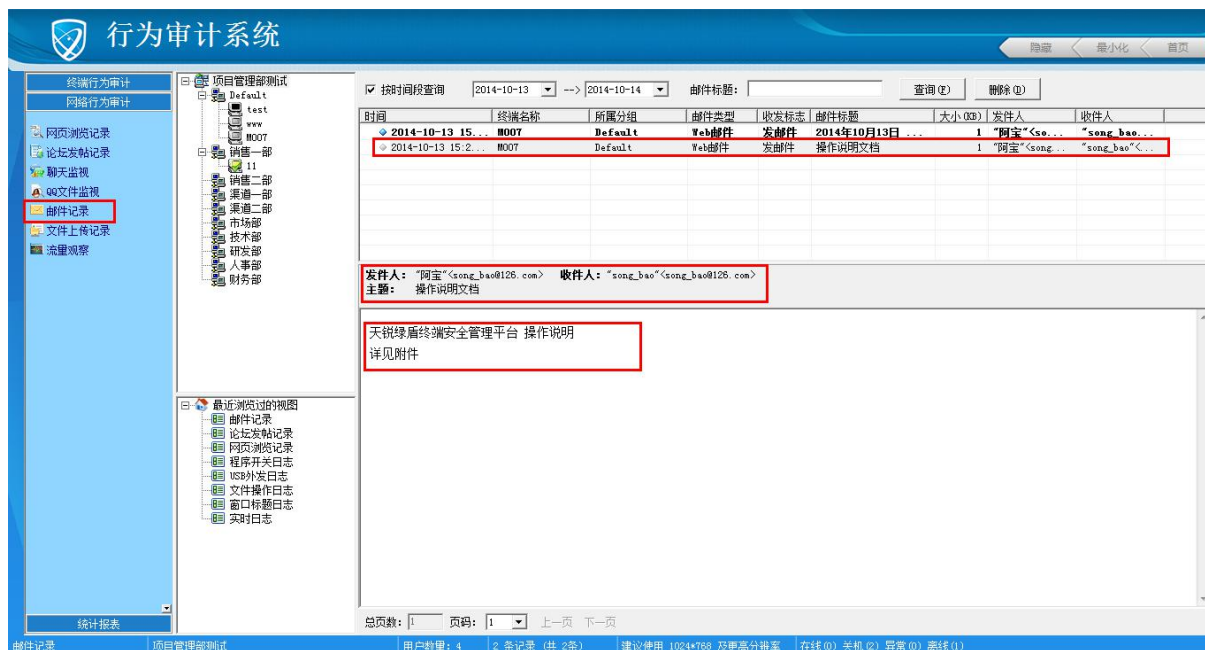 行为审计系统
隐藏 最小化 首页
终端行为审计
网络行为审计
网页浏览记录
论坛发帖记录
聊天监视
QQ文件监视
邮件记录
文件上传记录
流量观察
统计报表
项目管理部测试
Default
test
www
M007
销售一部
11
销售二部
渠道一部
渠道二部
市场部
技术部
研发部
人事部
财务部
最近浏览过的视图
邮件记录
论坛发帖记录
网页浏览记录
程序开关日志
USB外发日志
文件操作日志
窗口标题日志
实时日志
按时间段查询 2014-10-13 --> 2014-10-14 邮件标题: 查询(F) 删除(D)
时间 终端名称 所属分组 邮件类型 收发标志 邮件标题 大小(KB) 发件人 收件人
2014-10-13 15... M007 Default Web邮件 发邮件 2014年10月13日 ... 1 "阿宝"<so... "song_bao...
2014-10-13 15:2... M007 Default Web邮件 发邮件 操作说明文档 1 "阿宝"<song... "song_bao"<...
发件人: "阿宝"<song_bao@126.com> 收件人: "song_bao"<song_bao@126.com>
主题: 操作说明文档
天锐绿盾终端安全管理平台 操作说明
详见附件
总页数: 1 页码: 1 上一页 下一页
邮件记录 项目管理部测试 用户数量: 4 2 条记录 (共 2条) 建议使用 1024*768 及更高分辨率 在线(0) 关机(2) 异常(0) 离线(1)